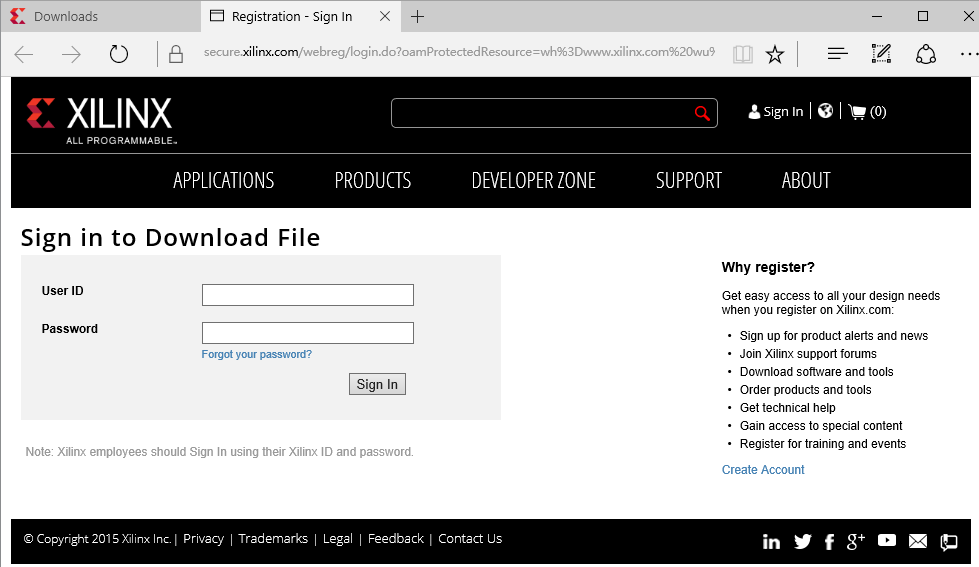 Downloads
Registration - Sign In
secure.xilinx.com/webreg/login.do?oamProtectedResource=wh%3Dwww.xilinx.com%20wu%
XILINX
ALL PROGRAMMABLE™
Sign In
(0)
APPLICATIONS PRODUCTS DEVELOPER ZONE SUPPORT ABOUT
Sign in to Download File
User ID
Password
Forgot your password?
Sign In
Note: Xilinx employees should Sign In using their Xilinx ID and password.
Why register?
Get easy access to all your design needs
when you register on Xilinx.com:
• Sign up for product alerts and news
• Join Xilinx support forums
• Download software and tools
• Order products and tools
• Get technical help
• Gain access to special content
• Register for training and events
Create Account
© Copyright 2015 Xilinx Inc. | Privacy | Trademarks | Legal | Feedback | Contact Us